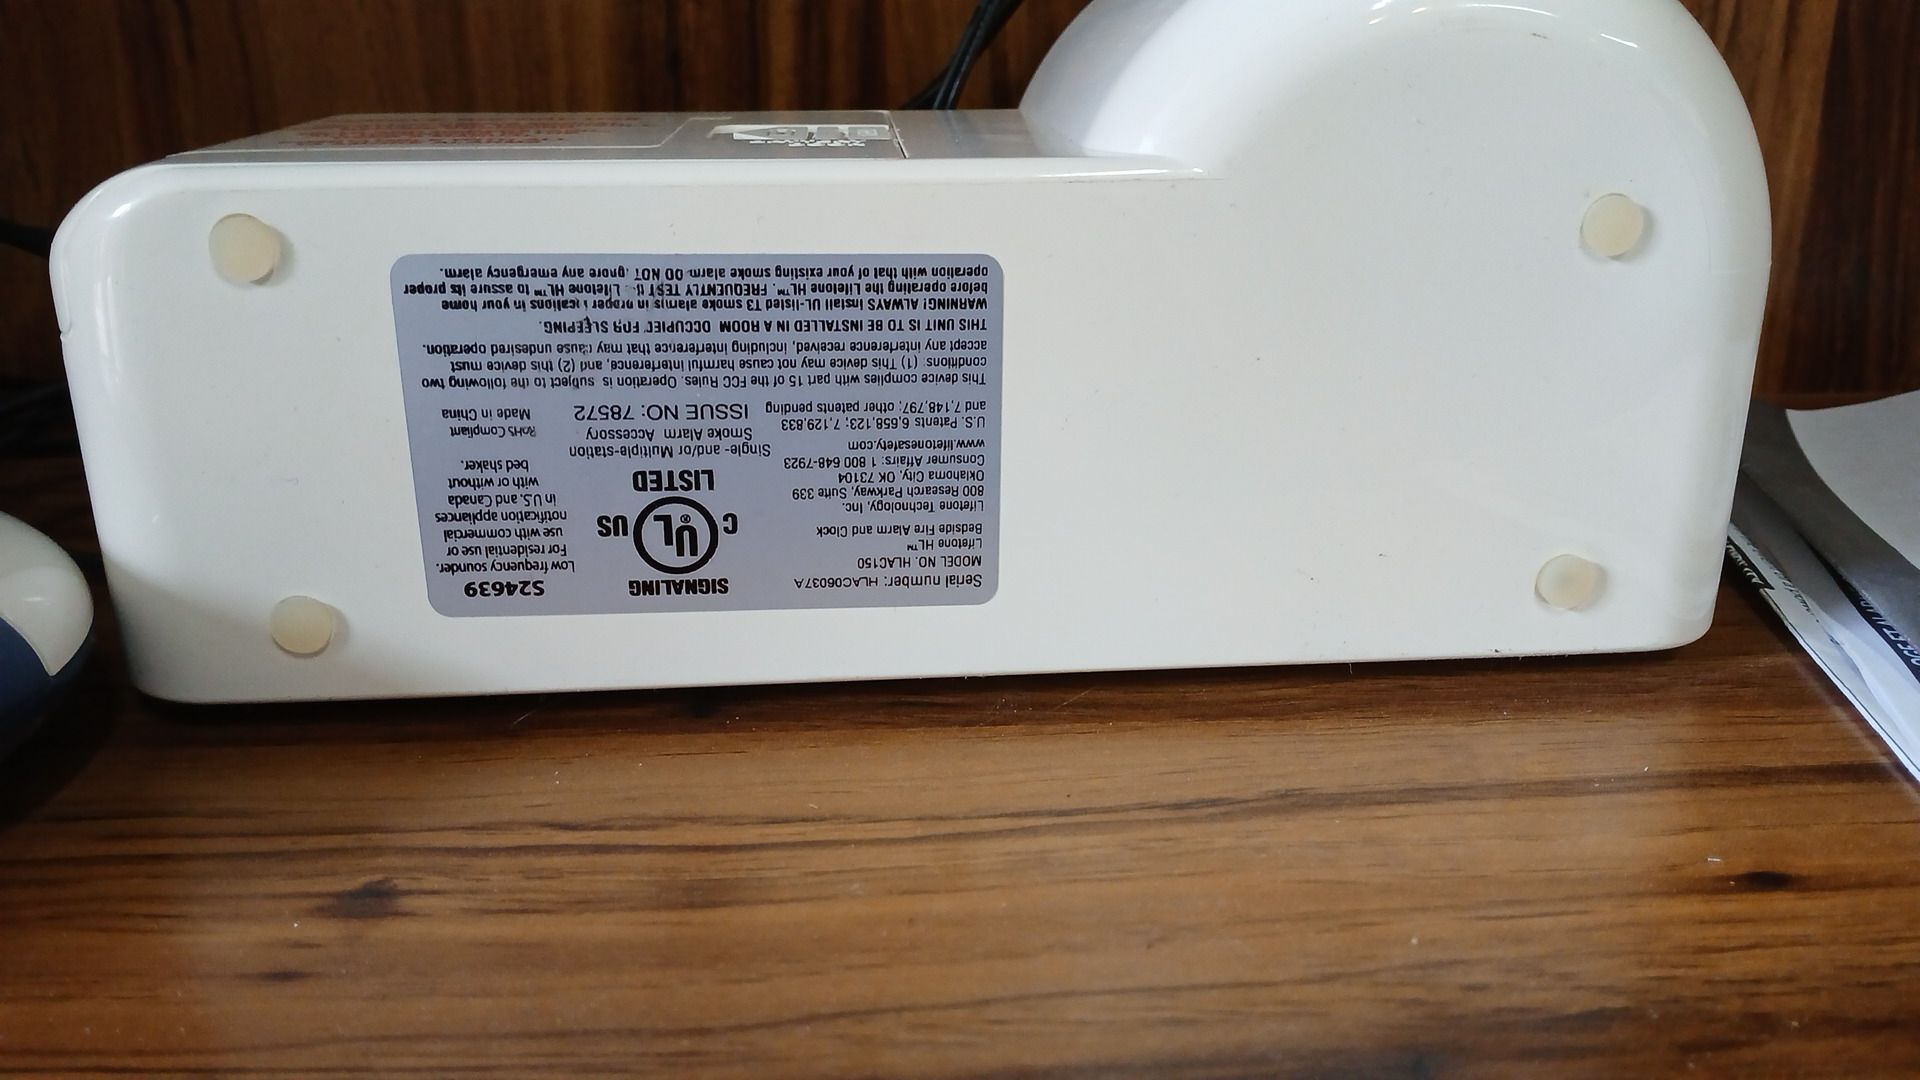 Serial number: HLAC06037A
MODEL NO. HLAC150
Lifetone HL™
Bedside Fire Alarm and Clock
Lifetone Technology, Inc.
800 Research Parkway, Suite 339
Oklahoma City, OK 73104
Consumer Affairs: 1 800 648-7923
www.lifetonesafety.com
U.S. Patents 6,658,123; 7,129,833
and 7,148,797; other patents pending
SIGNALING
C UL® US
LISTED
Single- and/or Multiple-station
Smoke Alarm Accessory
ISSUE NO: 78572
S24639
Low frequency sounder.
For residential use or
use with commercial
notification appliances
in U.S. and Canada
with or without
bed shaker.
RoHS Compliant
Made in China
This device complies with part 15 of the FCC Rules. Operation is subject to the following two
conditions: (1) This device may not cause harmful interference, and (2) this device must
accept any interference received, including interference that may cause undesired operation.
THIS UNIT IS TO BE INSTALLED IN A ROOM OCCUPIED FOR SLEEPING.
WARNING! ALWAYS install UL-listed T3 smoke alarms in proper locations in your home
before operating the Lifetone HL™. FREQUENTLY TEST Lifetone HL™ to assure its proper
operation with that of your existing smoke alarm. DO NOT ignore any emergency alarm.